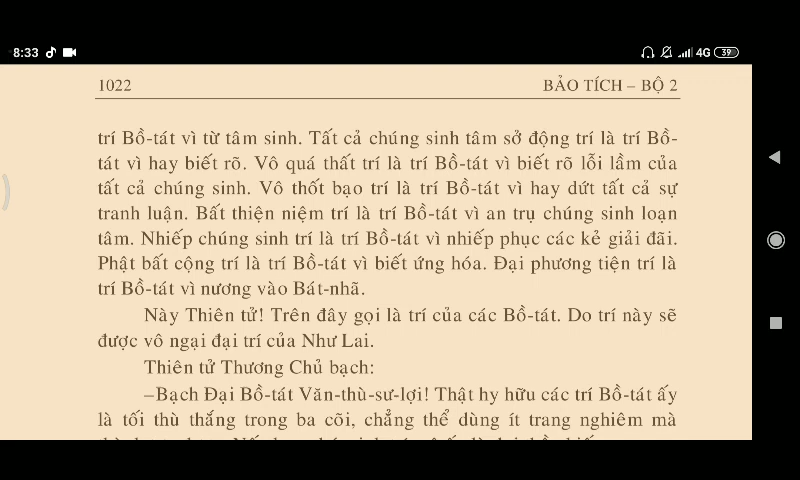 8:33
4G
39
1022
BẢO TÍCH – BỘ 2
trí Bồ-tát vì từ tâm sinh. Tất cả chúng sinh tâm sở động trí là trí Bồ-
tát vì hay biết rõ. Vô quá thất trí là trí Bồ-tát vì biết rõ lỗi lầm của
tất cả chúng sinh. Vô thốt bạo trí là trí Bồ-tát vì hay dứt tất cả sự
tranh luận. Bất thiện niệm trí là trí Bồ-tát vì an trụ chúng sinh loạn
tâm. Nhiếp chúng sinh trí là trí Bồ-tát vì nhiếp phục các kẻ giải đãi.
Phật bất cộng trí là trí Bồ-tát vì biết ứng hóa. Đại phương tiện trí là
trí Bồ-tát vì nương vào Bát-nhã.
Này Thiên tử! Trên đây gọi là trí của các Bồ-tát. Do trí này sẽ
được vô ngại đại trí của Như Lai.
Thiên tử Thương Chủ bạch:
–Bạch Đại Bồ-tát Văn-thù-sư-lợi! Thật hy hữu các trí Bồ-tát ấy
là tối thù thắng trong ba cõi, chẳng thể dùng ít trang nghiêm mà